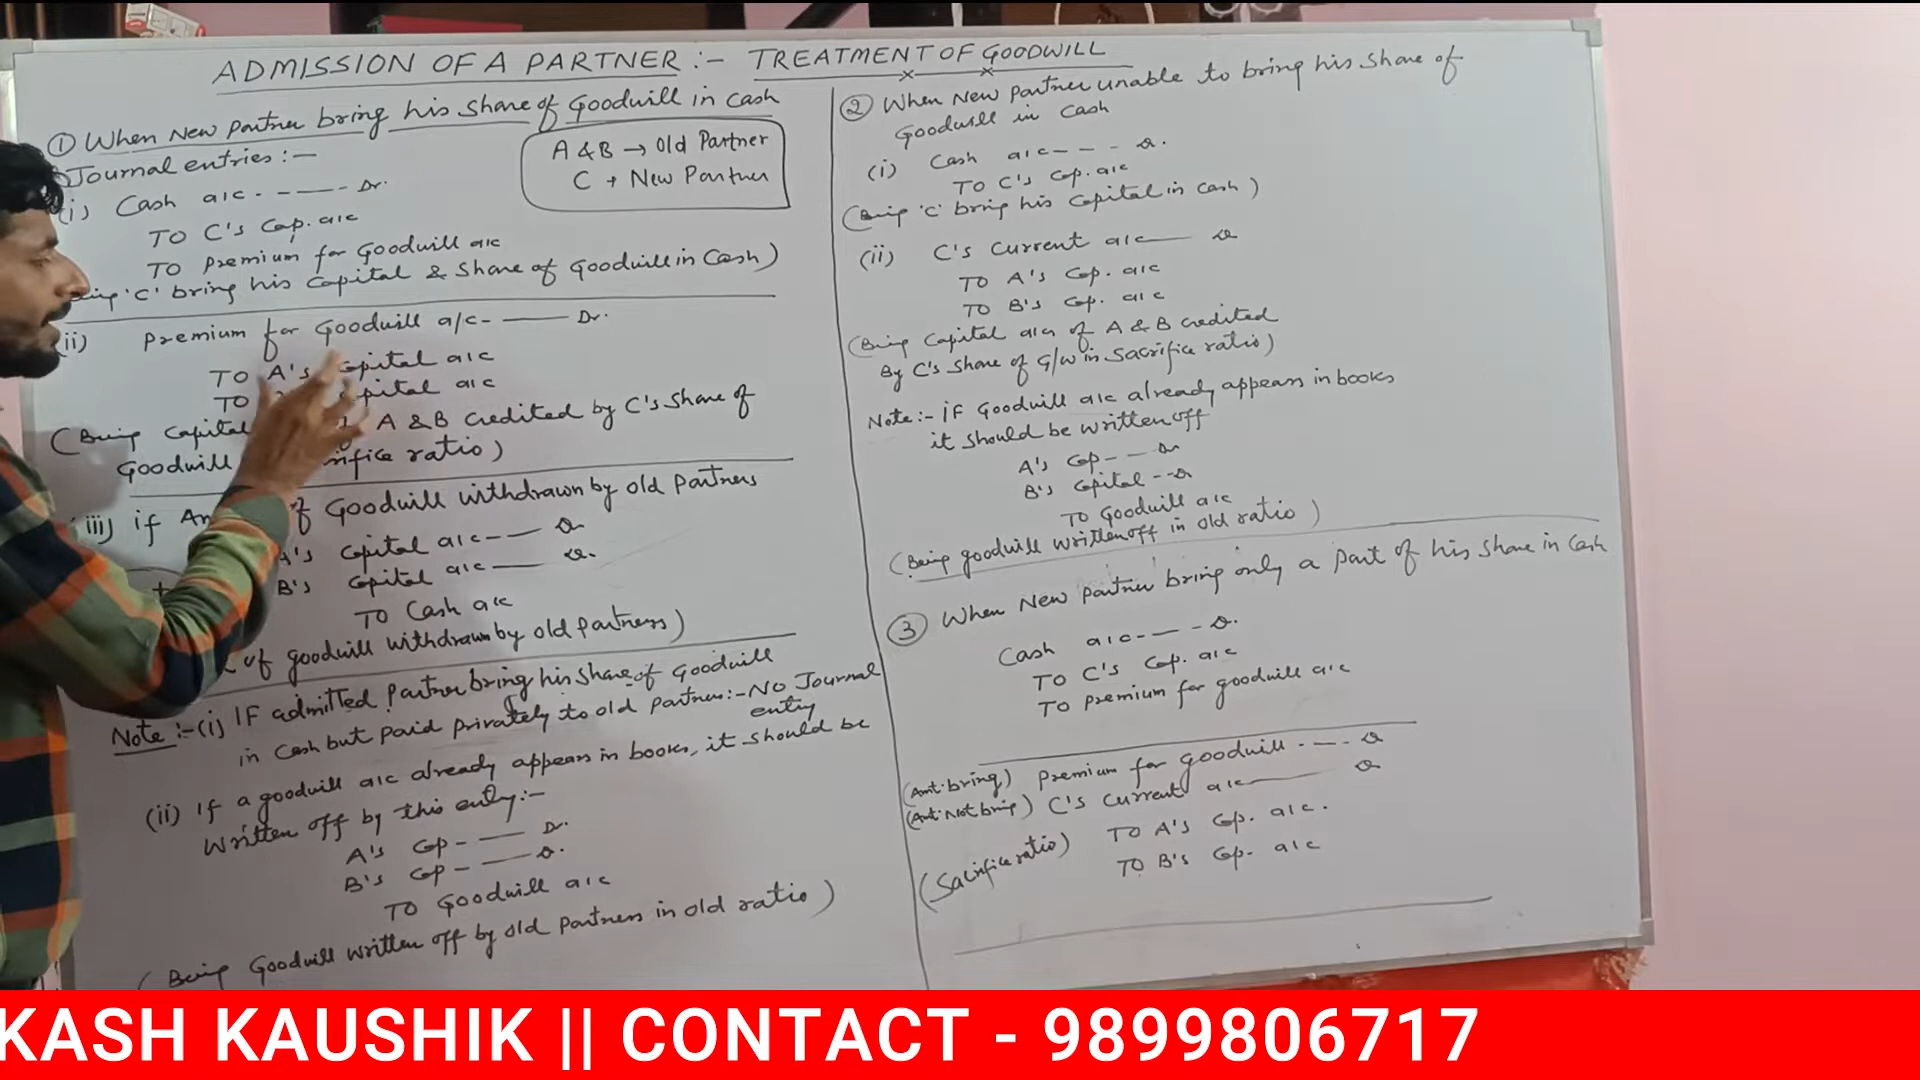 ADMISSION OF A PARTNER :- TREATMENT OF GOODWILL
① When New partner bring his share of Goodwill in cash
Journal entries :-
A & B → Old Partner
C → New Partner
(i) Cash a/c - - — - Dr.
TO C's Cap. a/c
TO Premium for Goodwill a/c
'C' bring his Capital & Share of Goodwill in Cash)
(ii) Premium for Goodwill a/c - —— Dr.
TO A's Capital a/c
TO Capital a/c
(Being Capital A & B credited by C's Share of
Goodwill ratio)
(iii) if of Goodwill withdrawn by old Partners
A's Capital a/c - — Dr
B's Capital a/c —— Dr.
TO Cash a/c
of goodwill withdrawn by old partners)
Note :- (i) IF admitted partner bring his share of Goodwill
in Cash but paid privately to old partner :- No Journal
entry
(ii) If a goodwill a/c already appears in books, it should be
Written off by this entry :-
A's Cap - —— Dr.
B's Cap - —— Dr.
TO Goodwill a/c
(Being Goodwill written off by old partners in old ratio)
② When New partner unable to bring his share of
Goodwill in Cash
(i) Cash a/c - - - Dr.
TO C's Cap. a/c
(Being 'C' bring his Capital in cash)
(ii) C's Current a/c —— Dr
TO A's Cap. a/c
TO B's Cap. a/c
(Being Capital a/cs of A & B credited
By C's Share of G/W in Sacrifice ratio)
Note :- IF Goodwill a/c already appears in books
it should be written off
A's Cap - — Dr
B's Capital - - Dr
TO Goodwill a/c
(Being goodwill written off in old ratio)
③ When New partner bring only a part of his share in Cash
Cash a/c - — - Dr.
TO C's Cap. a/c
TO Premium for goodwill a/c
(Amt. bring) Premium for goodwill - — . Dr
(Amt. Not bring) C's Current a/c —— Dr
(Sacrifice ratio) TO A's Cap. a/c.
TO B's Cap. a/c
KASH KAUSHIK || CONTACT - 9899806717